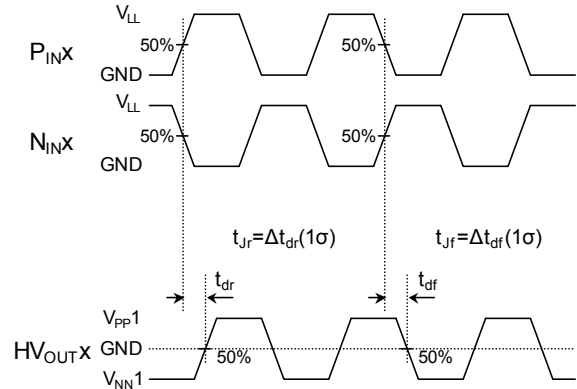 V_LL
P_INx 50% 50%
GND
V_LL
N_INx 50% 50%
GND
t_Jr=Δt_dr(1σ) t_Jf=Δt_df(1σ)
t_dr t_df
V_PP1
HV_OUTx GND 50% 50%
V_NN1